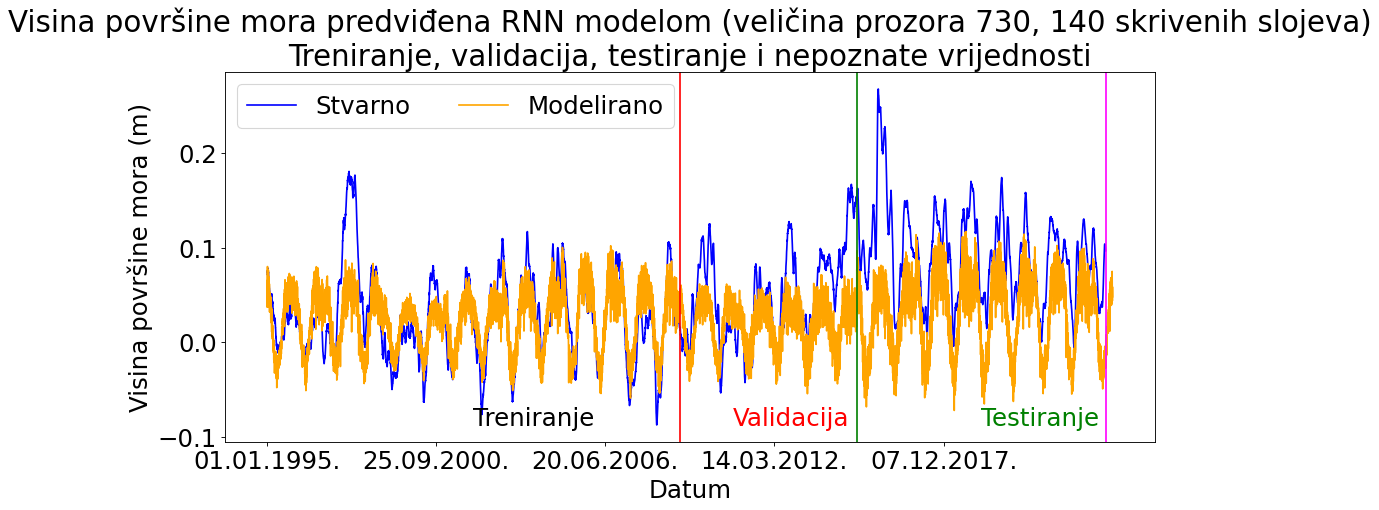 Visina površine mora predviđena RNN modelom (veličina prozora 730, 140 skrivenih slojeva)
Treniranje, validacija, testiranje i nepoznate vrijednosti
Stvarno Modelirano
Visina površine mora (m)
0.2
0.1
0.0
−0.1
Treniranje Validacija Testiranje
01.01.1995. 25.09.2000. 20.06.2006. 14.03.2012. 07.12.2017.
Datum